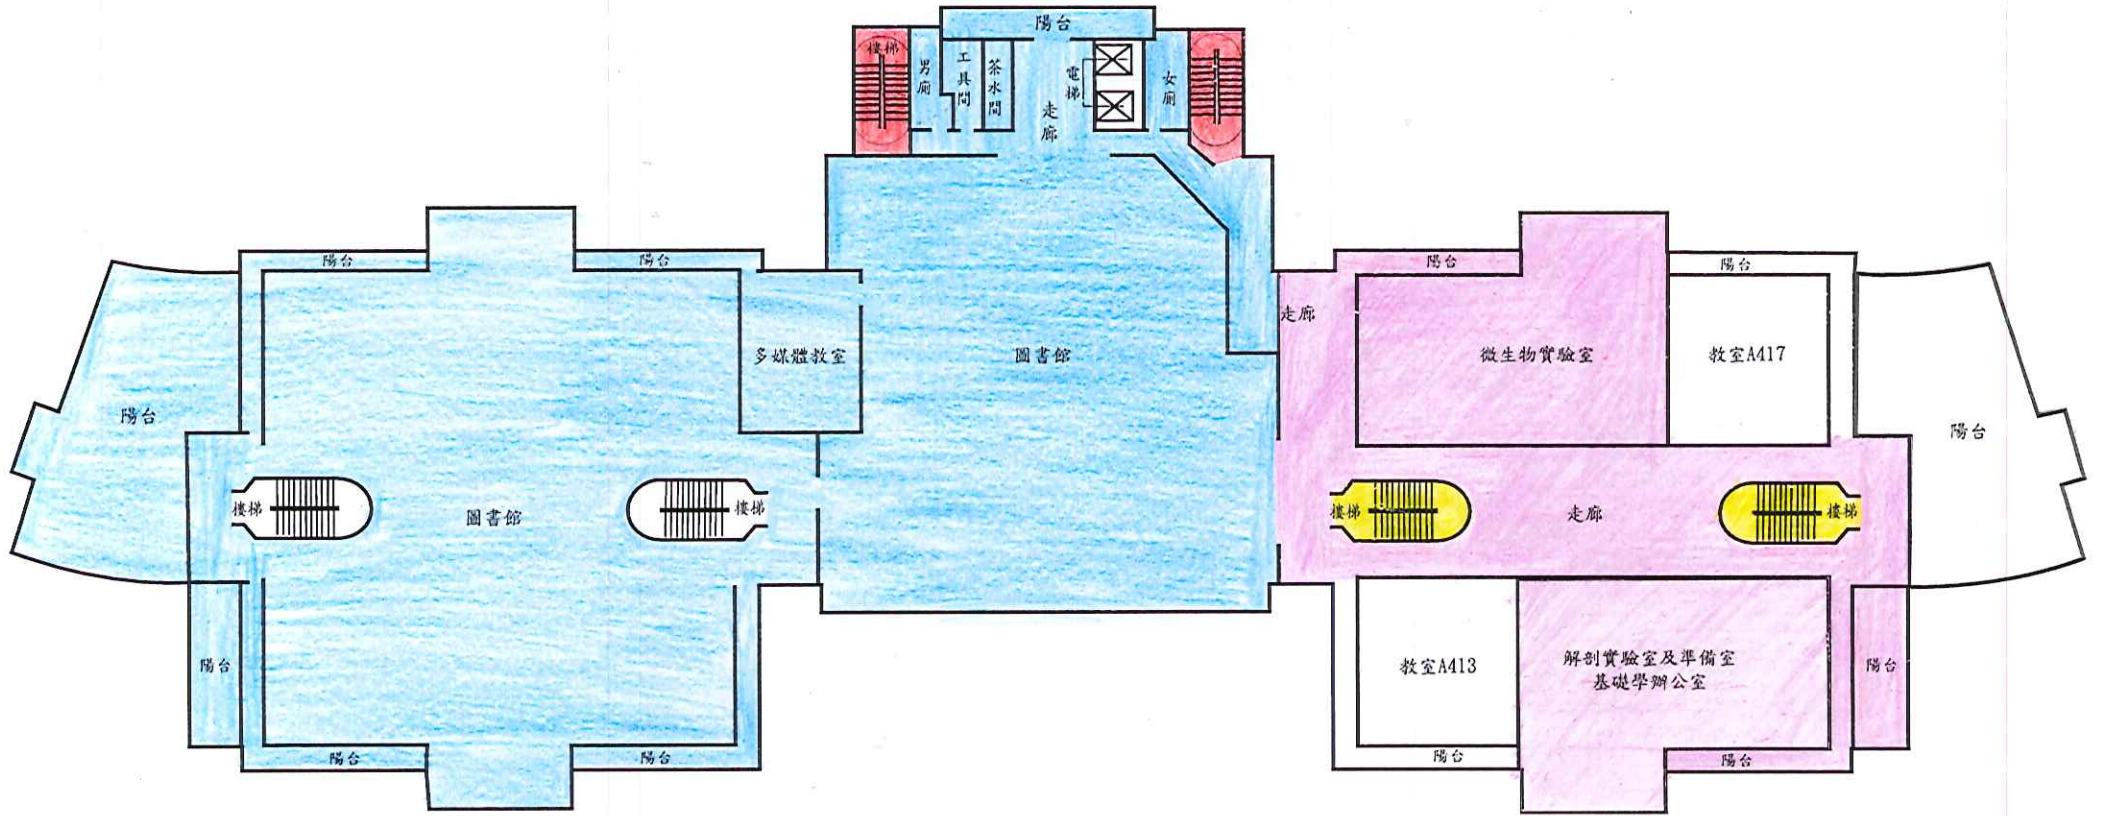 陽台
樓梯
男廁
工具間
茶水間
走廊
電梯
女廁
陽台
陽台
陽台
陽台
走廊
多媒體教室
圖書館
微生物實驗室
教室A417
陽台
陽台
樓梯
圖書館
樓梯
樓梯
走廊
樓梯
陽台
教室A413
解剖實驗室及準備室
基礎學辦公室
陽台
陽台
陽台
陽台
陽台